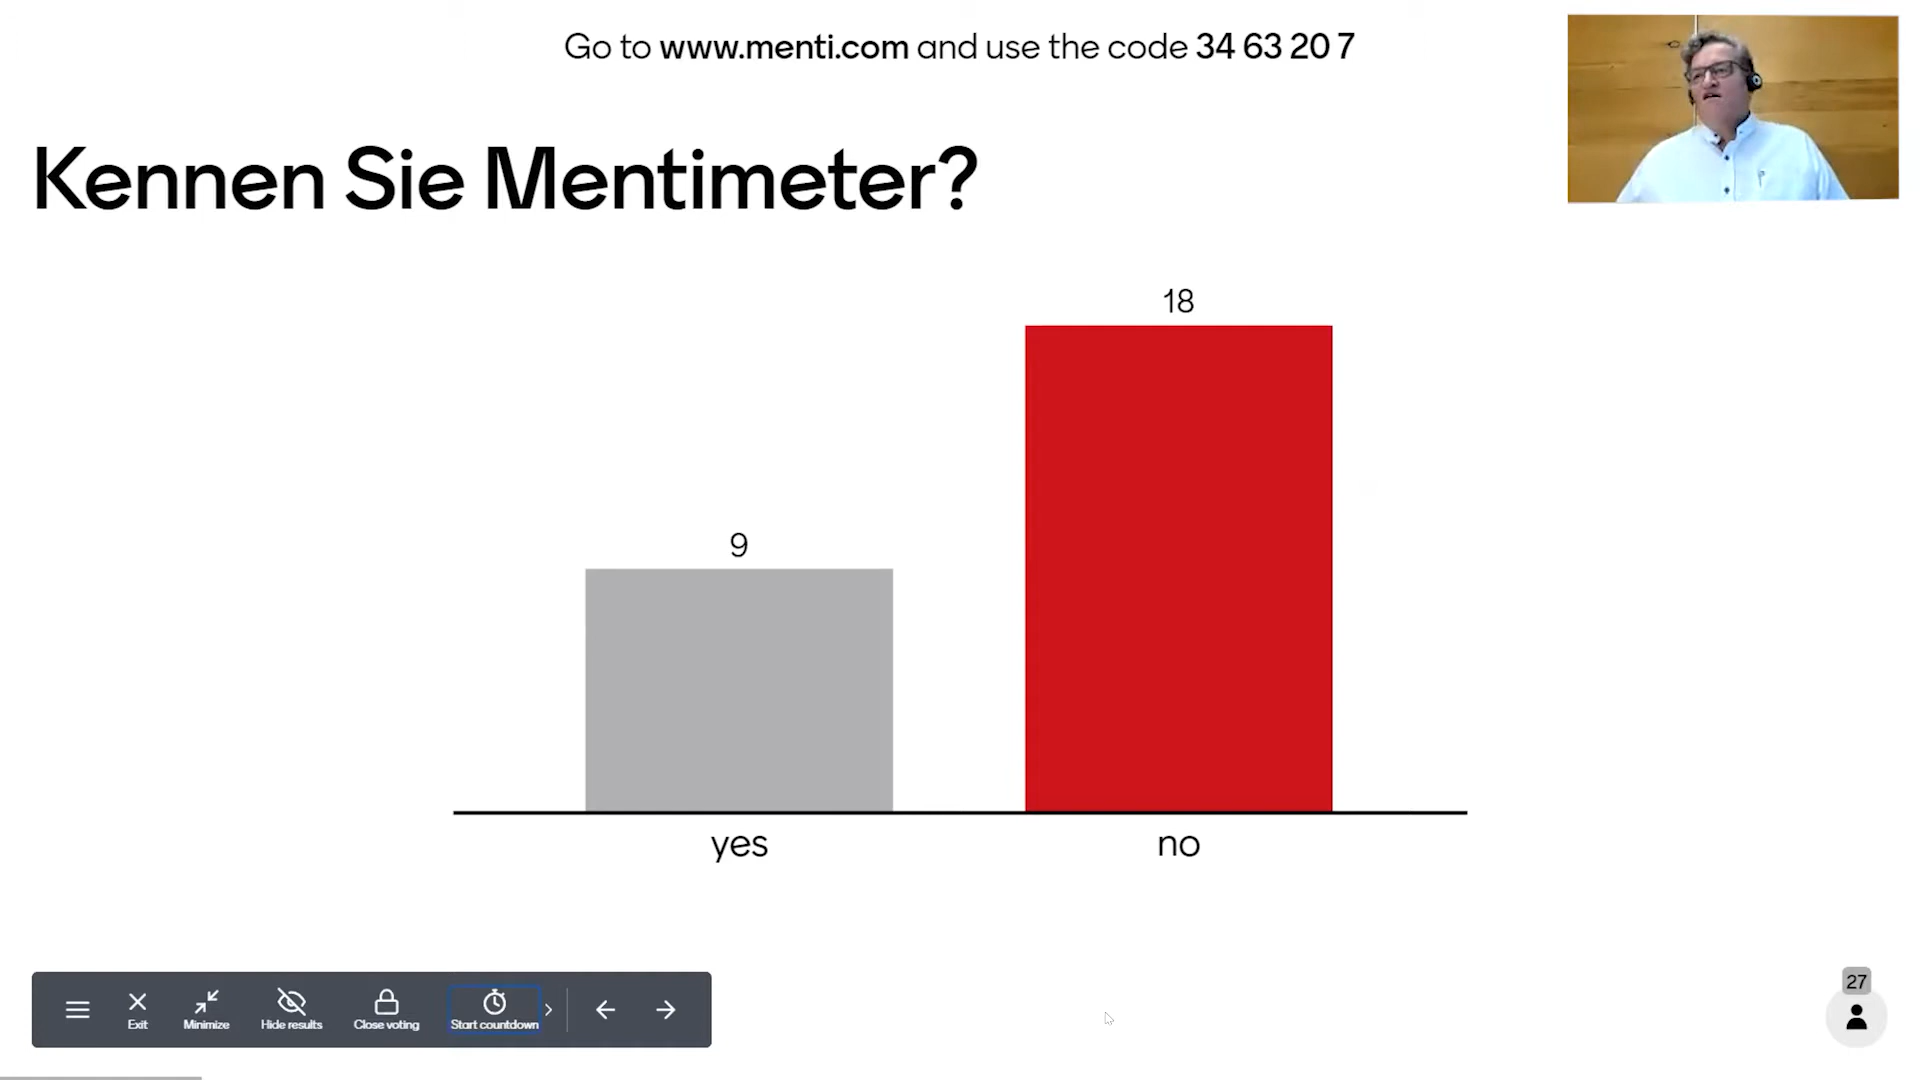 Go to www.menti.com and use the code 34 63 20 7
Kennen Sie Mentimeter?
18
9
yes
no
27
Exit
Minimize
Hide results
Close voting
Start countdown